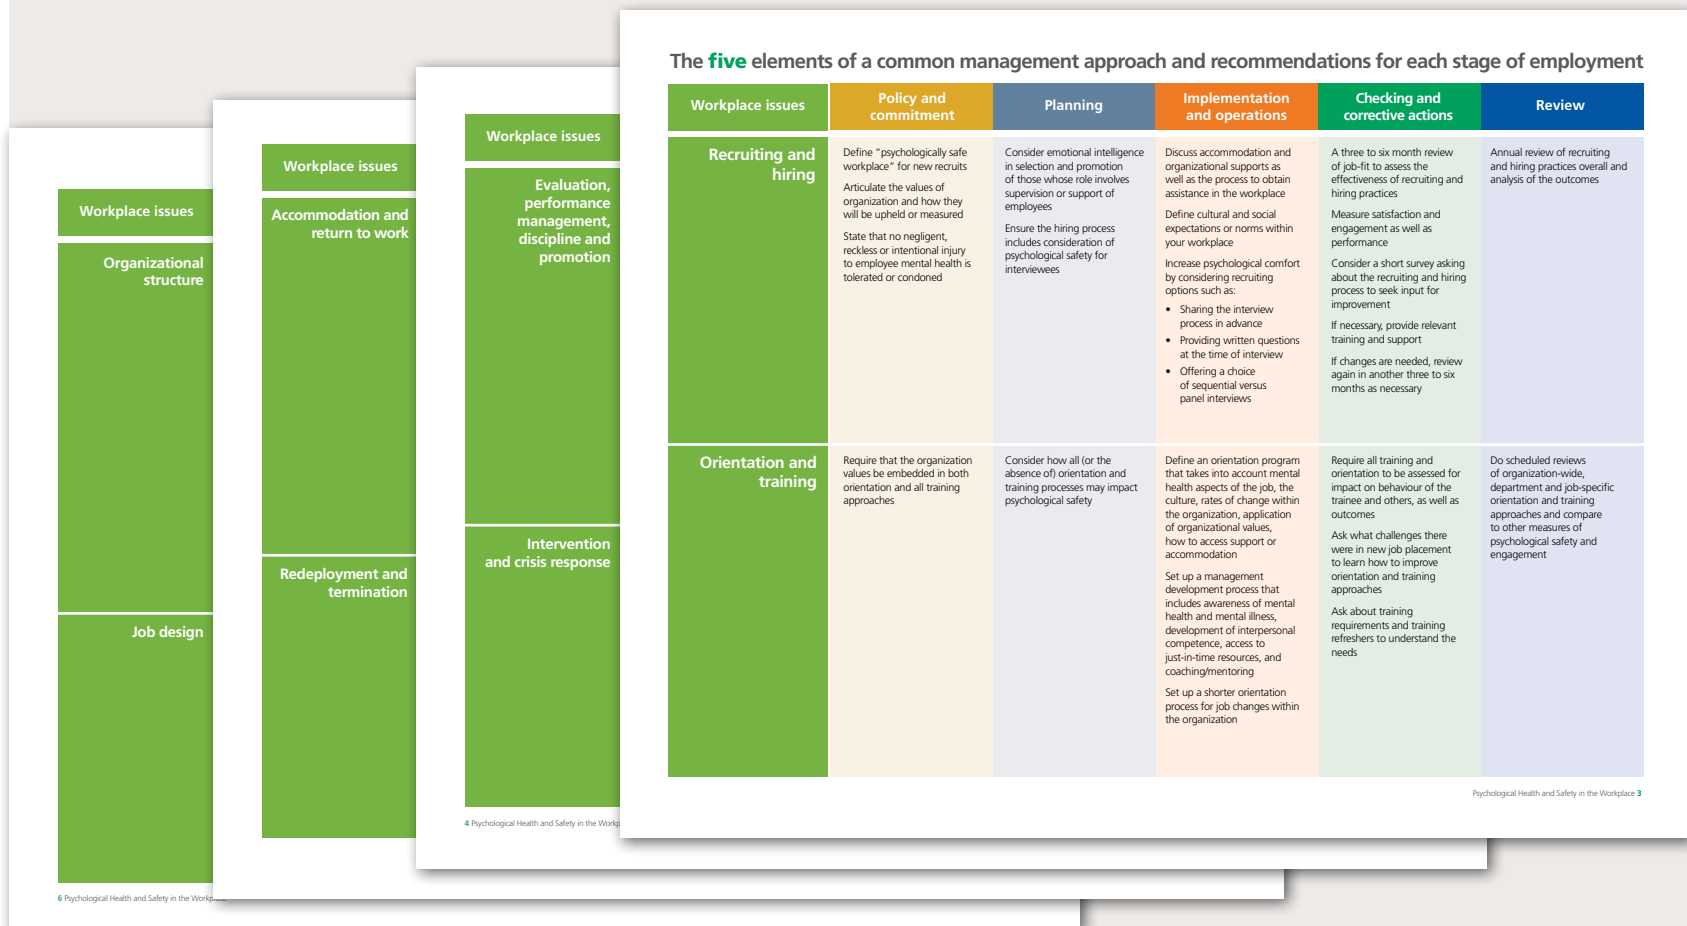 The five elements of a common management approach and recommendations for each stage of employment
Workplace issues
Policy and
commitment
Planning
Implementation
and operations
Checking and
corrective actions
Review
Recruiting and
hiring
Define “psychologically safe
workplace” for new recruits
Articulate the values of
organization and how they
will be upheld or measured
State that no negligent,
reckless or intentional injury
to employee mental health is
tolerated or condoned
Consider emotional intelligence
in selection and promotion
of those whose role involves
supervision or support of
employees
Ensure the hiring process
includes consideration of
psychological safety for
interviewees
Discuss accommodation and
organizational supports as
well as the process to obtain
assistance in the workplace
Define cultural and social
expectations or norms within
your workplace
Increase psychological comfort
by considering recruiting
options such as:
• Sharing the interview
process in advance
• Providing written questions
at the time of interview
• Offering a choice
of sequential versus
panel interviews
A three to six month review
of job-fit to assess the
effectiveness of recruiting and
hiring practices
Measure satisfaction and
engagement as well as
performance
Consider a short survey asking
about the recruiting and hiring
process to seek input for
improvement
If necessary, provide relevant
training and support
If changes are needed, review
again in another three to six
months as necessary
Annual review of recruiting
and hiring practices overall and
analysis of the outcomes
Orientation and
training
Require that the organization
values be embedded in both
orientation and all training
approaches
Consider how all (or the
absence of) orientation and
training processes may impact
psychological safety
Define an orientation program
that takes into account mental
health aspects of the job, the
culture, rates of change within
the organization, application
of organizational values,
how to access support or
accommodation
Set up a management
development process that
includes awareness of mental
health and mental illness,
development of interpersonal
competence, access to
just-in-time resources, and
coaching/mentoring
Set up a shorter orientation
process for job changes within
the organization
Require all training and
orientation to be assessed for
impact on behaviour of the
trainee and others, as well as
outcomes
Ask what challenges there
were in new job placement
to learn how to improve
orientation and training
approaches
Ask about training
requirements and training
refreshers to understand the
needs
Do scheduled reviews
of organization-wide,
department and job-specific
orientation and training
approaches and compare
to other measures of
psychological safety and
engagement
Psychological Health and Safety in the Workplace 3
Workplace issues
Evaluation,
performance
management,
discipline and
promotion
Intervention
and crisis response
4 Psychological Health and Safety in the Workp
Workplace issues
Accommodation and
return to work
Redeployment and
termination
Workplace issues
Organizational
structure
Job design
6 Psychological Health and Safety in the Workplace